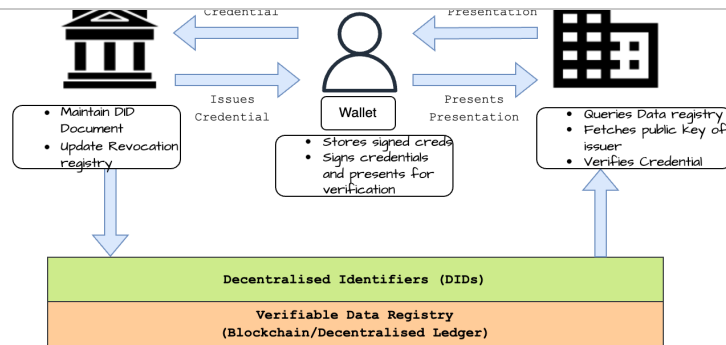 Credential
Presentation
Issues
Credential
Presents
Presentation
Wallet
• Maintain DID
Document
• Update Revocation
registry
• Stores signed creds
• Signs credentials
and presents for
verification
• Queries Data registry
• Fetches public key of
issuer
• Verifies Credential
Decentralised Identifiers (DIDs)
Verifiable Data Registry
(Blockchain/Decentralised Ledger)